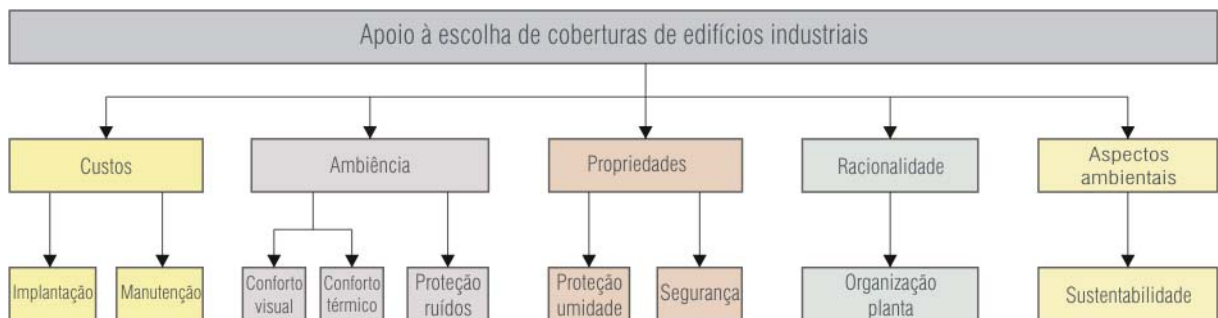 Apoio à escolha de coberturas de edifícios industriais
Custos
Ambiência
Propriedades
Racionalidade
Aspectos
ambientais
Implantação
Manutenção
Conforto
visual
Conforto
térmico
Proteção
ruídos
Proteção
umidade
Segurança
Organização
planta
Sustentabilidade